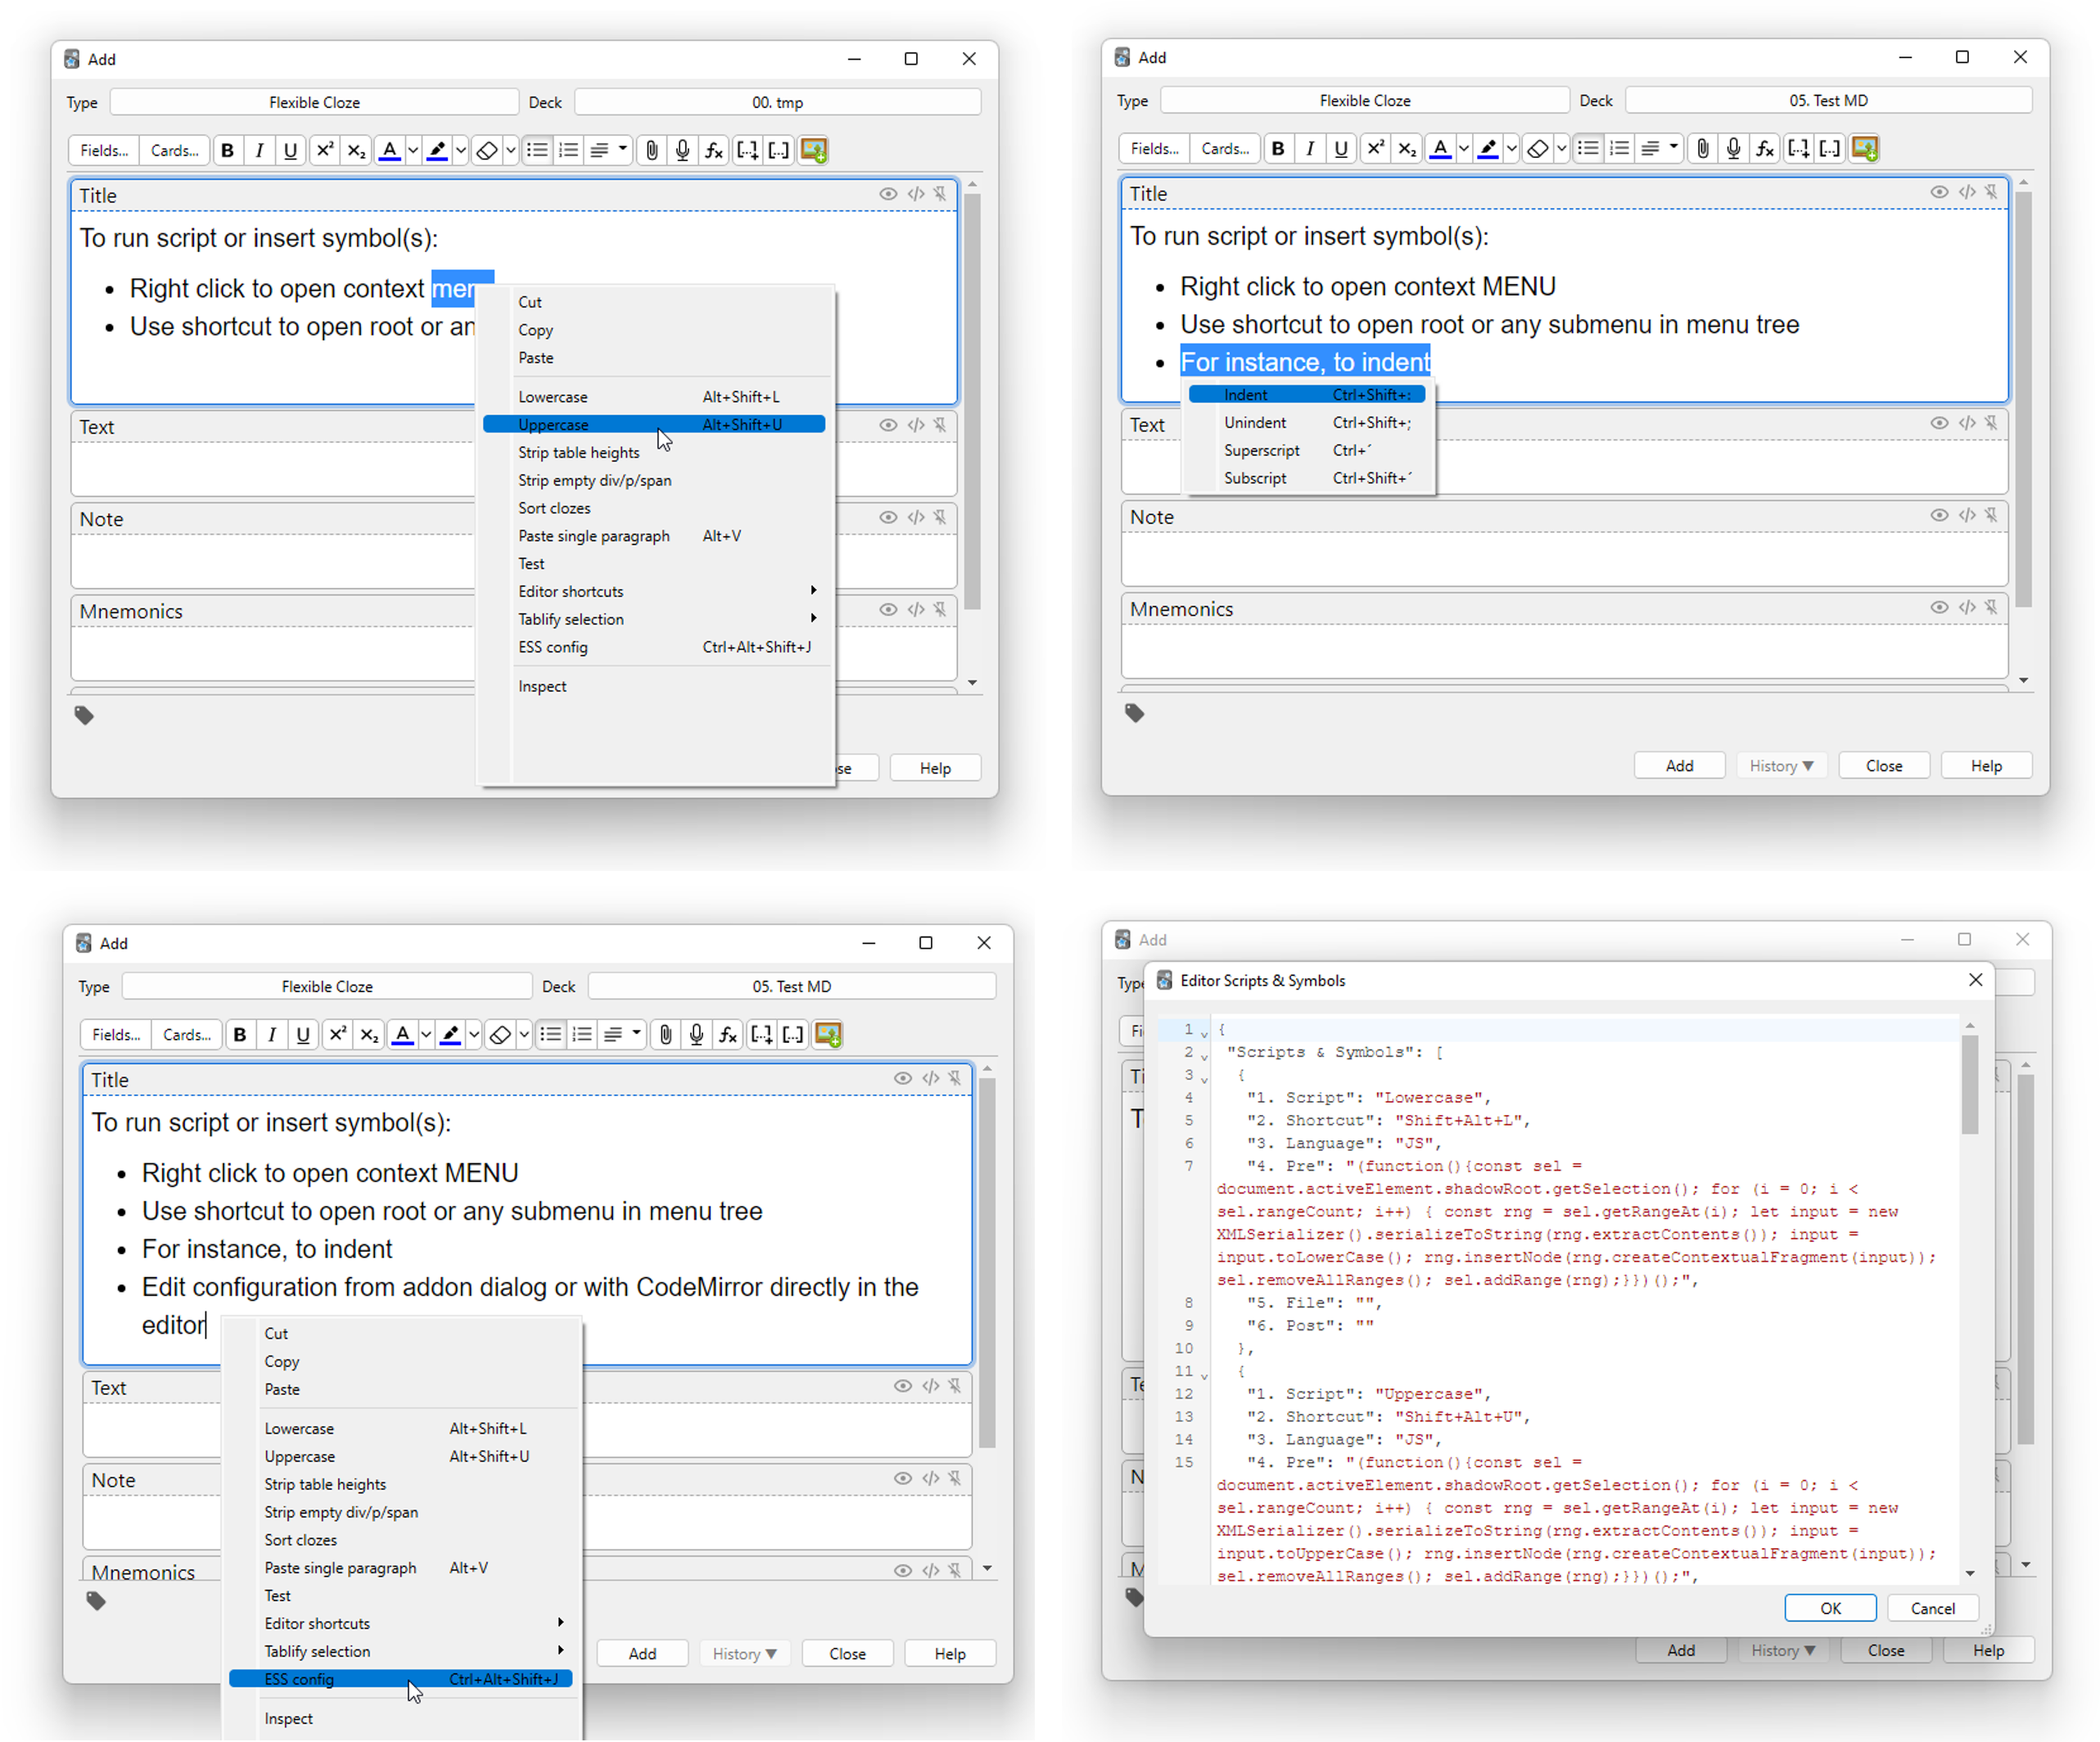 Add
Type Flexible Cloze Deck 00. tmp
Fields... Cards... B I U x² x₂ A fx [...] [...]
Title
To run script or insert symbol(s):
• Right click to open context
• Use shortcut to open root or
Cut
Copy
Paste
Lowercase Alt+Shift+L
Uppercase Alt+Shift+U
Strip table heights
Strip empty div/p/span
Sort clozes
Paste single paragraph Alt+V
Test
Editor shortcuts
Tablify selection
ESS config Ctrl+Alt+Shift+J
Inspect
Text
Note
Mnemonics
Help
Add
Type Flexible Cloze Deck 05. Test MD
Fields... Cards... B I U x² x₂ A fx [...] [...]
Title
To run script or insert symbol(s):
• Right click to open context MENU
• Use shortcut to open root or any submenu in menu tree
• For instance, to indent
Indent Ctrl+Shift+:
Unindent Ctrl+Shift+;
Superscript Ctrl+´
Subscript Ctrl+Shift+´
Text
Note
Mnemonics
Add History ▼ Close Help
Add
Type Flexible Cloze Deck 05. Test MD
Fields... Cards... B I U x² x₂ A fx [...] [...]
Title
To run script or insert symbol(s):
• Right click to open context MENU
• Use shortcut to open root or any submenu in menu tree
• For instance, to indent
• Edit configuration from addon dialog or with CodeMirror directly in the
editor
Cut
Copy
Paste
Lowercase Alt+Shift+L
Uppercase Alt+Shift+U
Strip table heights
Strip empty div/p/span
Sort clozes
Paste single paragraph Alt+V
Test
Editor shortcuts
Tablify selection
ESS config Ctrl+Alt+Shift+J
Inspect
Text
Note
Mnemonics
Add History ▼ Close Help
Add
Type
Editor Scripts & Symbols
1 {
2 "Scripts & Symbols": [
3 {
4 "1. Script": "Lowercase",
5 "2. Shortcut": "Shift+Alt+L",
6 "3. Language": "JS",
7 "4. Pre": "(function(){const sel =
document.activeElement.shadowRoot.getSelection(); for (i = 0; i <
sel.rangeCount; i++) { const rng = sel.getRangeAt(i); let input = new
XMLSerializer().serializeToString(rng.extractContents()); input =
input.toLowerCase(); rng.insertNode(rng.createContextualFragment(input));
sel.removeAllRanges(); sel.addRange(rng);}})();",
8 "5. File": "",
9 "6. Post": ""
10 },
11 {
12 "1. Script": "Uppercase",
13 "2. Shortcut": "Shift+Alt+U",
14 "3. Language": "JS",
15 "4. Pre": "(function(){const sel =
document.activeElement.shadowRoot.getSelection(); for (i = 0; i <
sel.rangeCount; i++) { const rng = sel.getRangeAt(i); let input = new
XMLSerializer().serializeToString(rng.extractContents()); input =
input.toUpperCase(); rng.insertNode(rng.createContextualFragment(input));
sel.removeAllRanges(); sel.addRange(rng);}})();",
OK Cancel
Add History ▼ Close Help